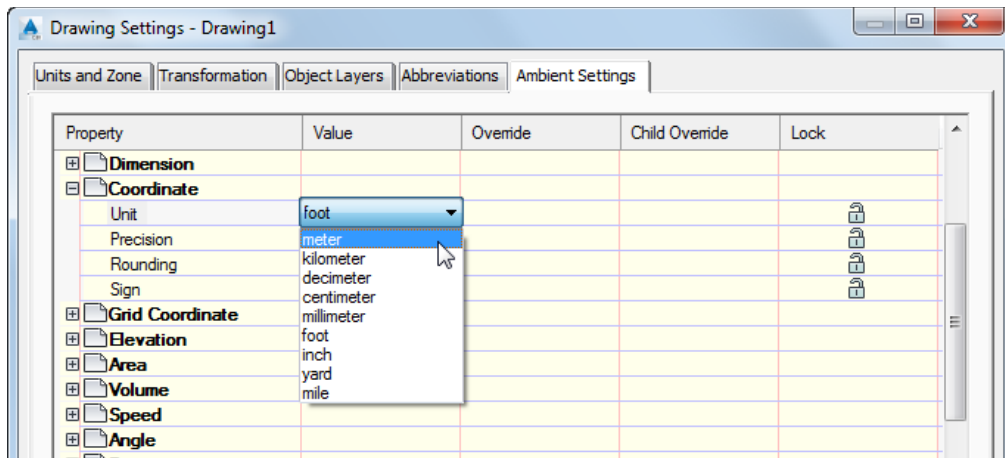 Drawing Settings - Drawing1
Units and Zone Transformation Object Layers Abbreviations Ambient Settings
Property Value Override Child Override Lock
Dimension
Coordinate
Unit foot
Precision meter
kilometer
Rounding
decimeter
Sign centimeter
Grid Coordinate millimeter
Elevation foot
inch
Area
yard
Volume mile
Speed
Angle